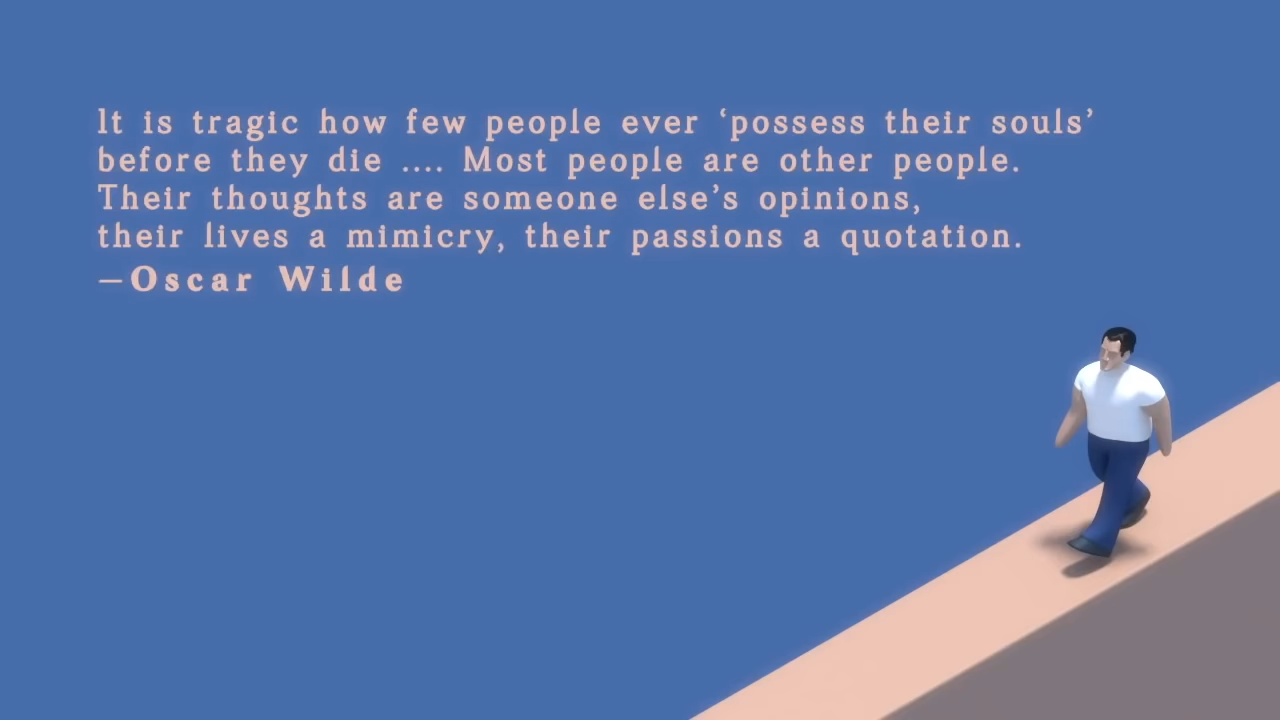 It is tragic how few people ever ‘possess their souls’
before they die .... Most people are other people.
Their thoughts are someone else’s opinions,
their lives a mimicry, their passions a quotation.
—Oscar Wilde